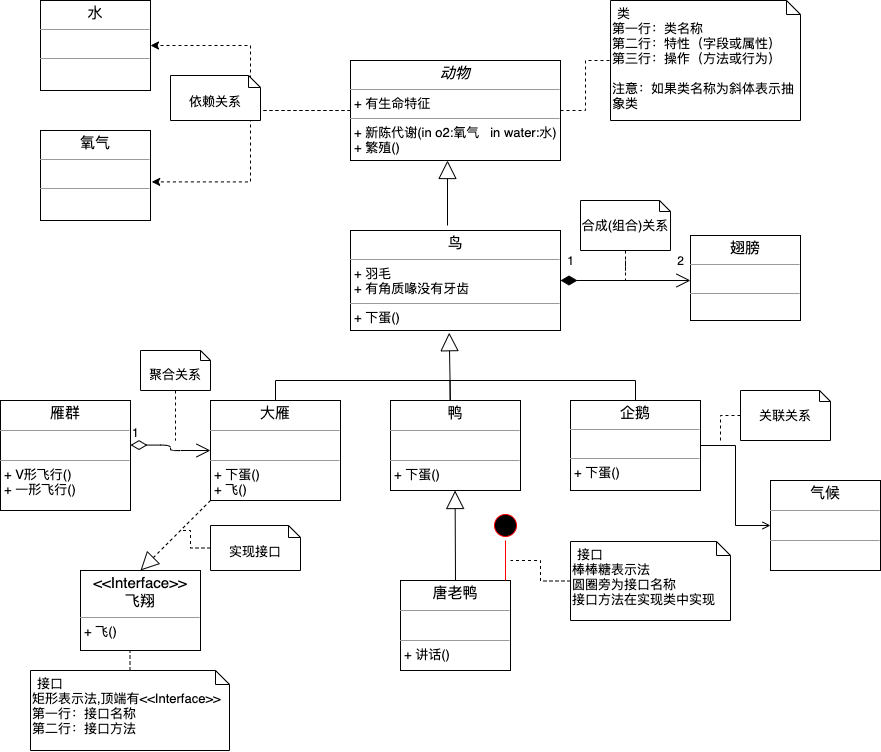 水
氧气
依赖关系
动物
+ 有生命特征
+ 新陈代谢(in o2:氧气 in water:水)
+ 繁殖()
类
第一行：类名称
第二行：特性（字段或属性）
第三行：操作（方法或行为）
注意：如果类名称为斜体表示抽
象类
鸟
+ 羽毛
+ 有角质喙没有牙齿
+ 下蛋()
合成(组合)关系
1
2
翅膀
聚合关系
雁群
+ V形飞行()
+ 一形飞行()
1
大雁
+ 下蛋()
+ 飞()
鸭
+ 下蛋()
企鹅
+ 下蛋()
关联关系
气候
实现接口
<<Interface>>
飞翔
+ 飞()
接口
矩形表示法,顶端有<<Interface>>
第一行：接口名称
第二行：接口方法
唐老鸭
+ 讲话()
接口
棒棒糖表示法
圆圈旁为接口名称
接口方法在实现类中实现